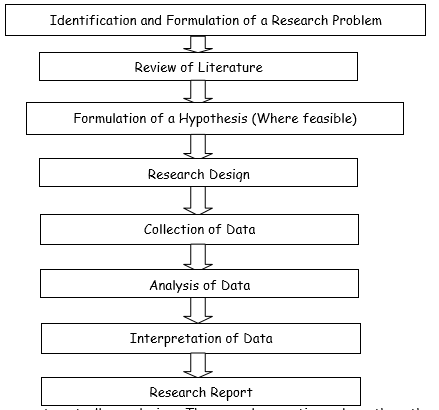 Identification and Formulation of a Research Problem
Review of Literature
Formulation of a Hypothesis (Where feasible)
Research Design
Collection of Data
Analysis of Data
Interpretation of Data
Research Report